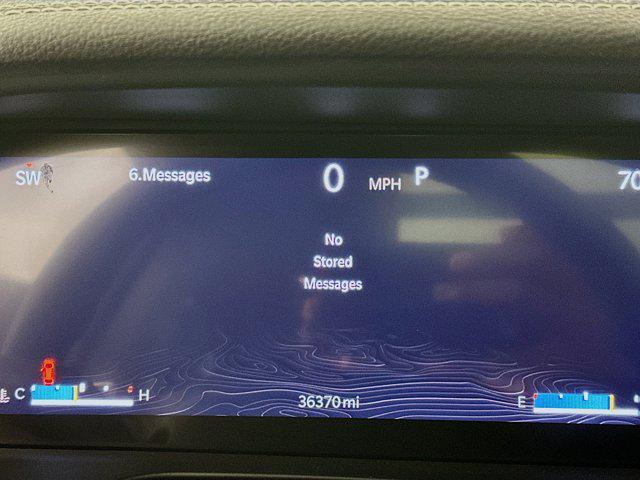 SW 6.Messages 0 MPH P 70
No
Stored
Messages
C H 36370 mi E